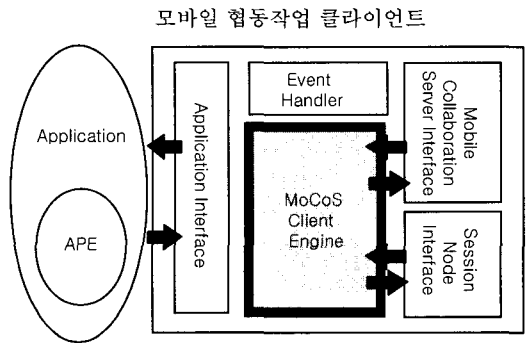 모바일 협동작업 클라이언트
Application
APE
Application Interface
Event
Handler
MoCoS
Client
Engine
Mobile
Collaboration
Server Interface
Session
Node
Interface